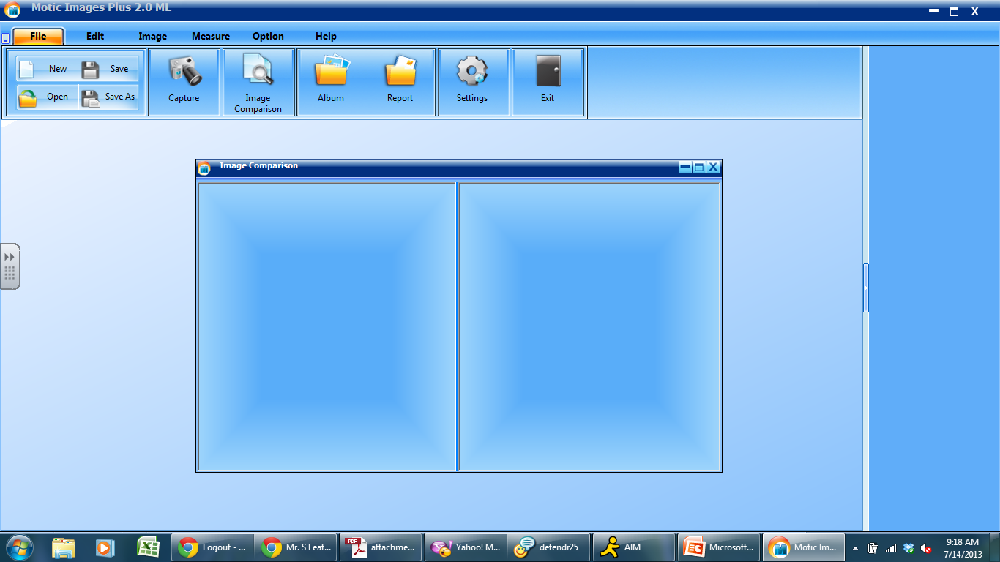 Motic Images Plus 2.0 ML
File Edit Image Measure Option Help
New Save
Open Save As
Capture
Image
Comparison
Album
Report
Settings
Exit
Image Comparison
Logout - ... Mr. S Leat... attachme... Yahoo! M... defendr25 AIM Microsoft... Motic Im...
PDF
9:18 AM
7/14/2013